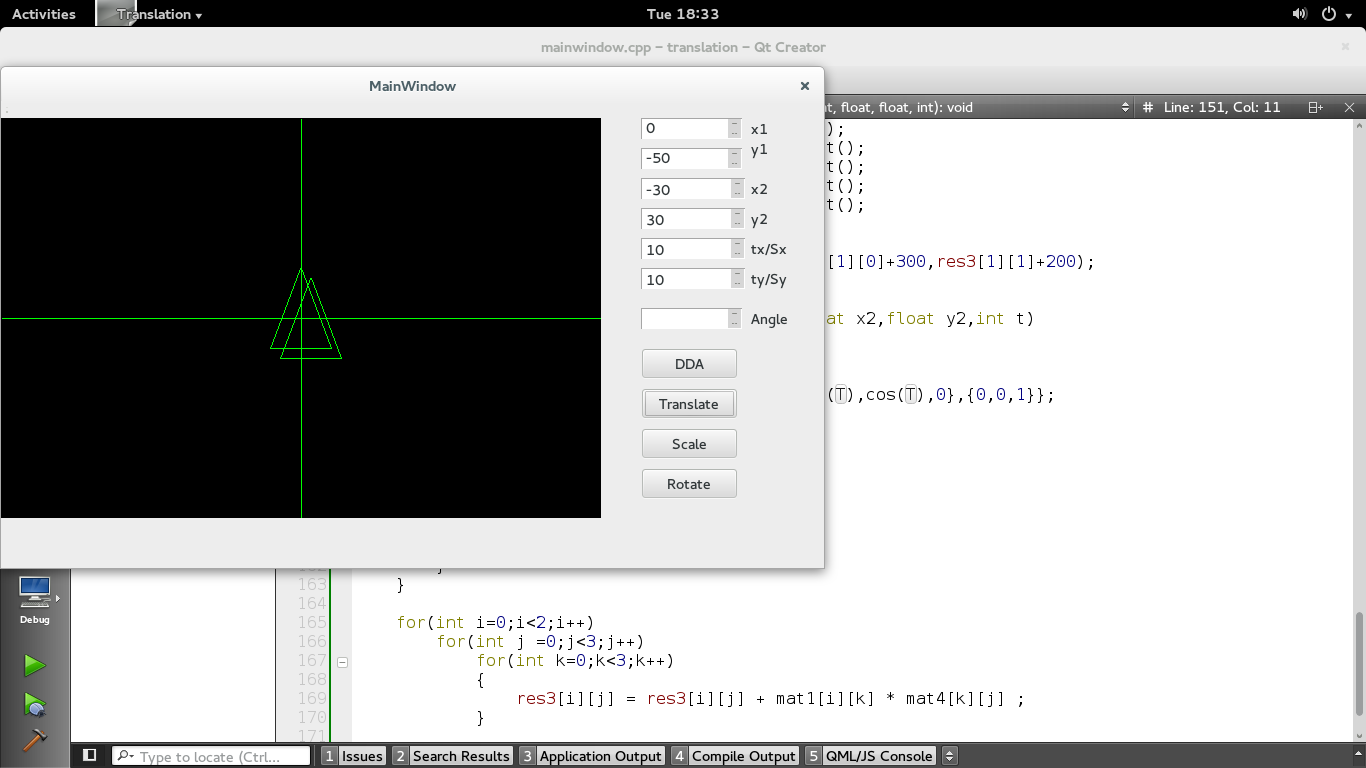 Activities Translation Tue 18:33
mainwindow.cpp - translation - Qt Creator
MainWindow
t, float, float, int): void # Line: 151, Col: 11
0 x1
-50 y1
-30 x2
30 y2
10 tx/Sx
10 ty/Sy
Angle
DDA
Translate
Scale
Rotate
);
t();
t();
t();
t();
[1][0]+300,res3[1][1]+200);
at x2,float y2,int t)
(T),cos(T),0},{0,0,1}};
163 }
164
165 for(int i=0;i<2;i++)
166 for(int j =0;j<3;j++)
167 for(int k=0;k<3;k++)
168 {
169 res3[i][j] = res3[i][j] + mat1[i][k] * mat4[k][j] ;
170 }
171
Debug
Type to locate (Ctrl... 1 Issues 2 Search Results 3 Application Output 4 Compile Output 5 QML/JS Console